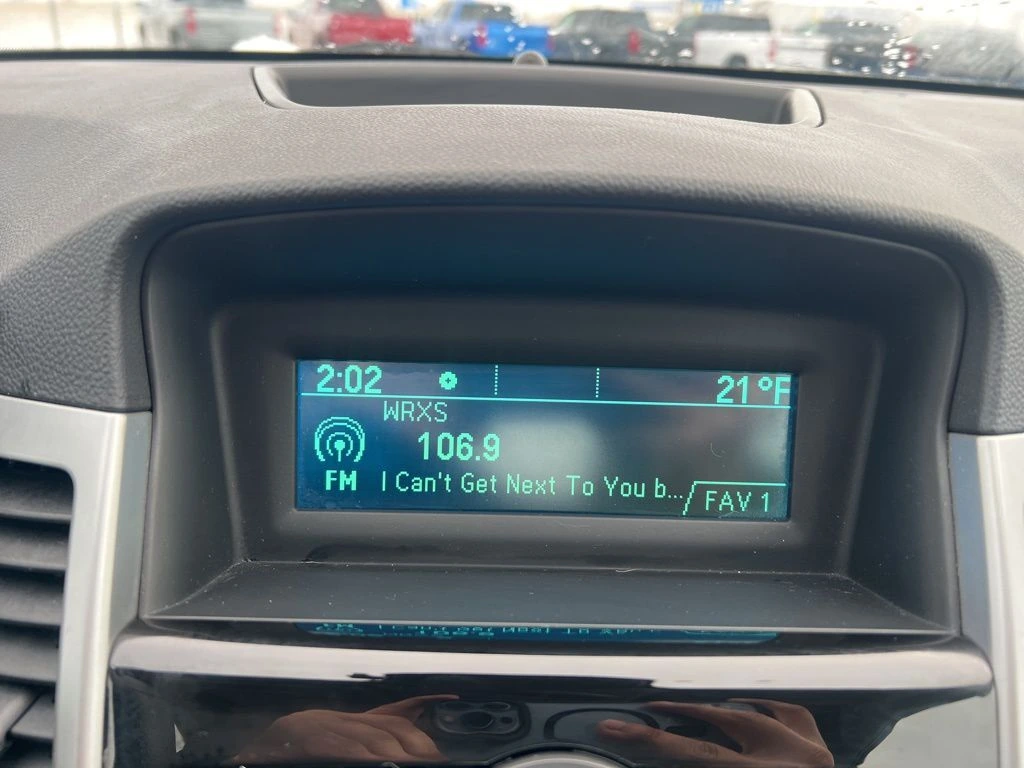 2:02 21 °F
WRXS
106.9
FM I Can't Get Next To You b... FAV 1